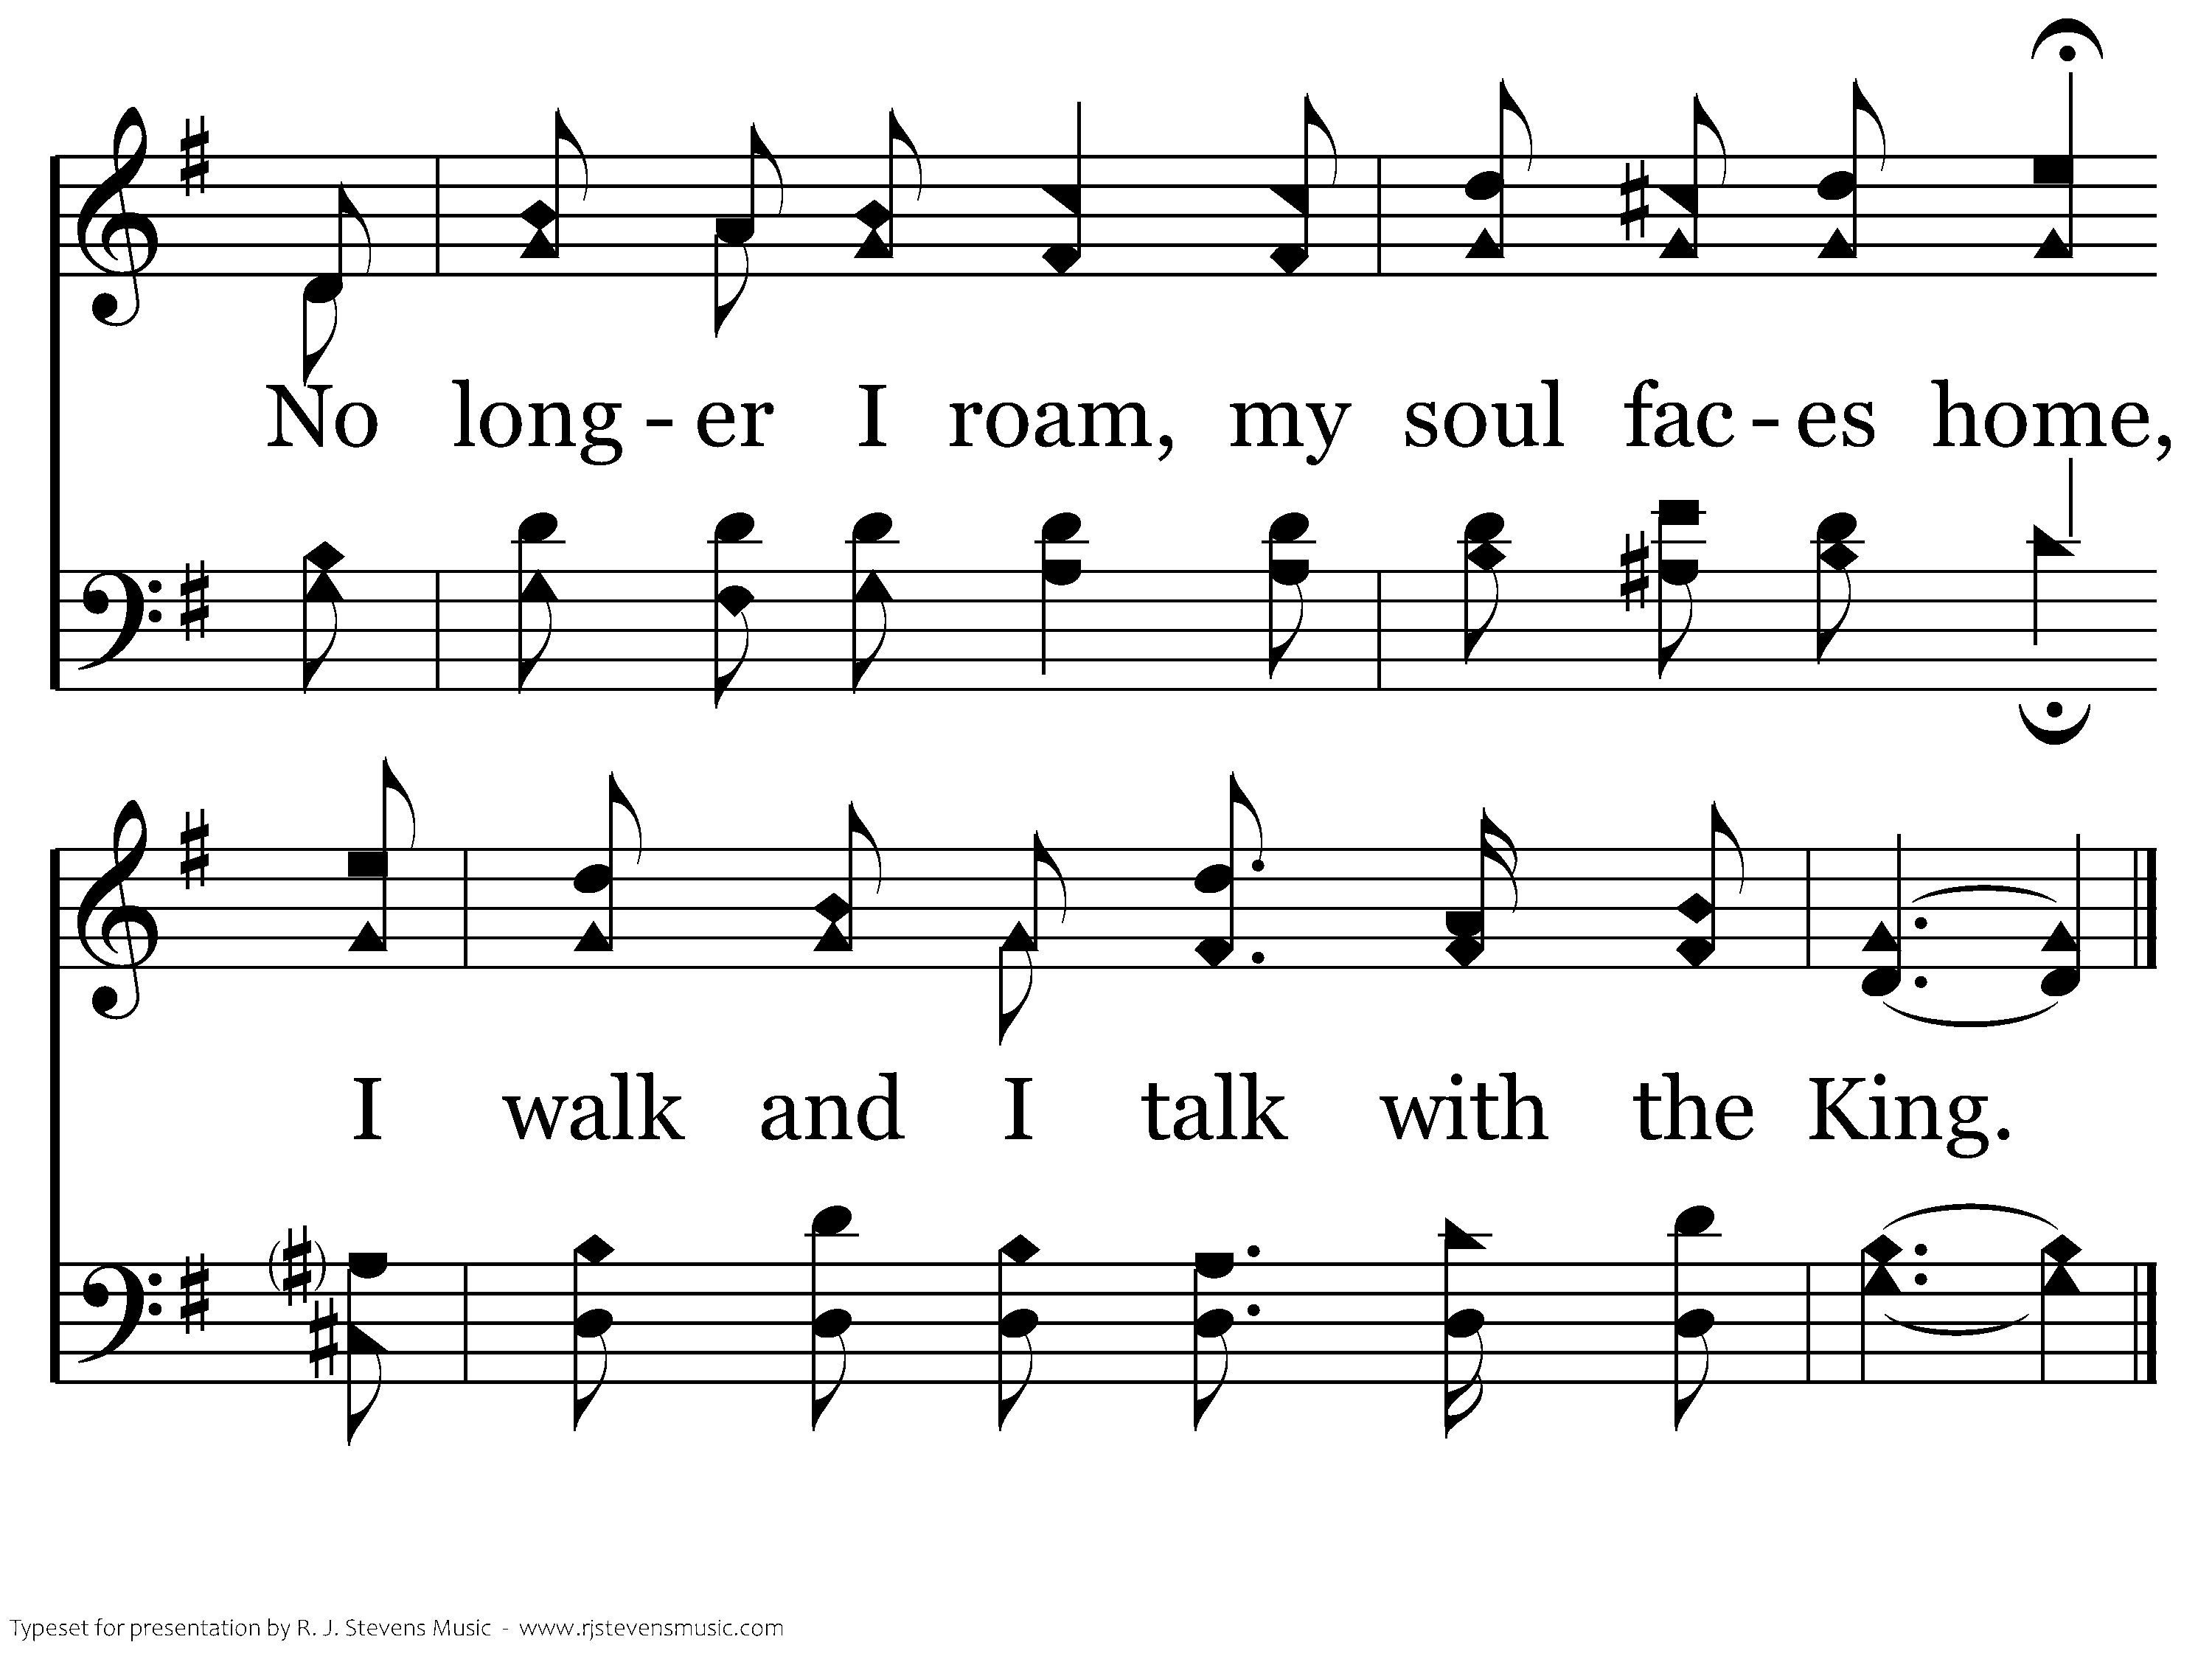 No long - er I roam, my soul fac - es home,
I walk and I talk with the King.
Typeset for presentation by R. J. Stevens Music - www.rjstevensmusic.com